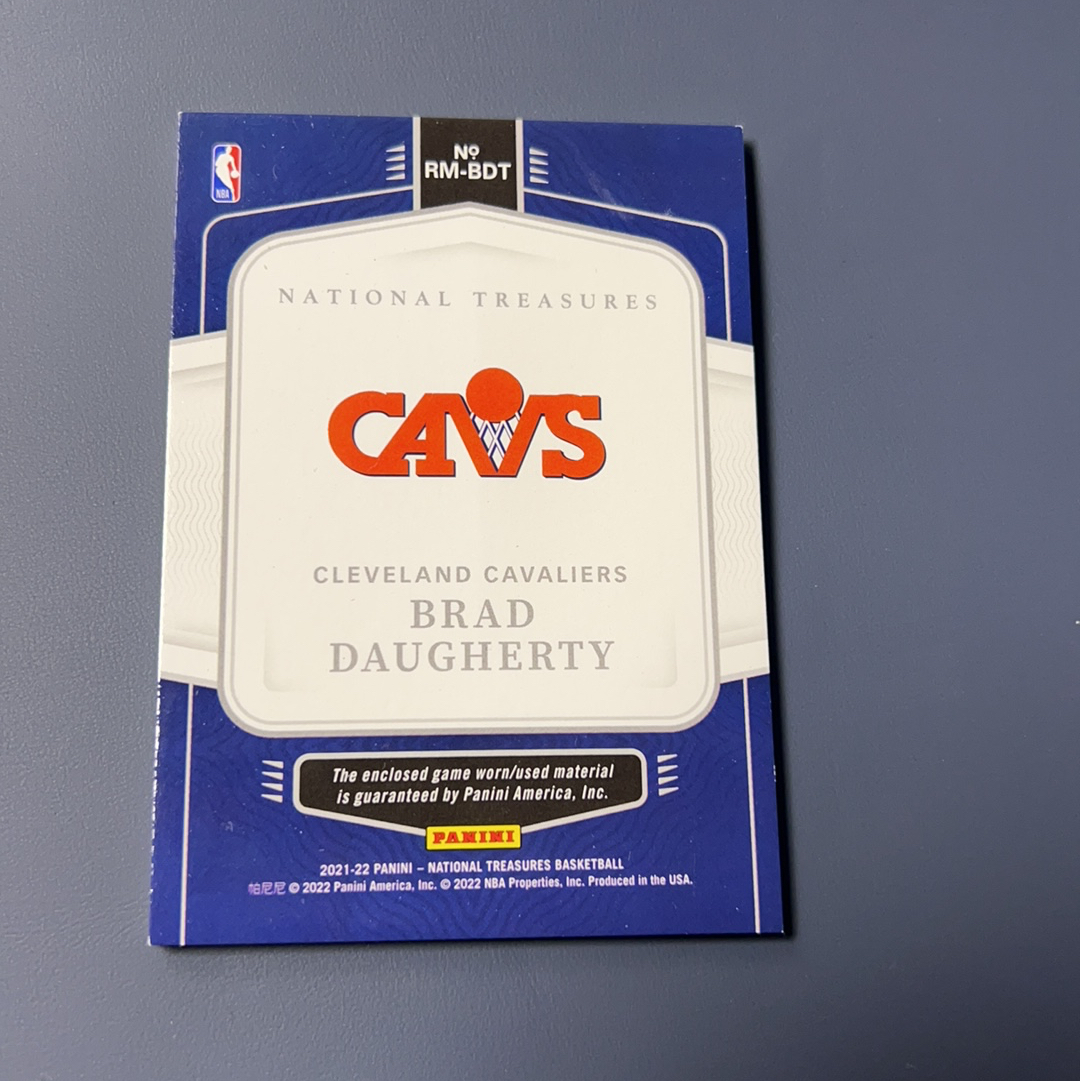 Nº
RM-BDT
NBA
NATIONAL TREASURES
CAVS
CLEVELAND CAVALIERS
BRAD
DAUGHERTY
The enclosed game worn/used material
is guaranteed by Panini America, Inc.
PANINI
2021-22 PANINI – NATIONAL TREASURES BASKETBALL
帕尼尼 © 2022 Panini America, Inc. © 2022 NBA Properties, Inc. Produced in the USA.